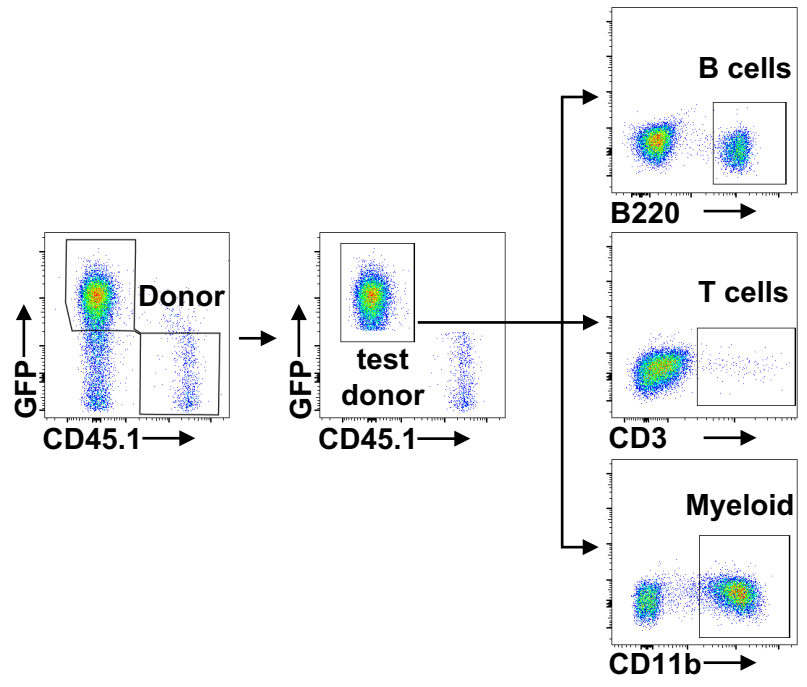 B cells
B220
Donor
GFP
CD45.1
test
donor
GFP
CD45.1
T cells
CD3
Myeloid
CD11b